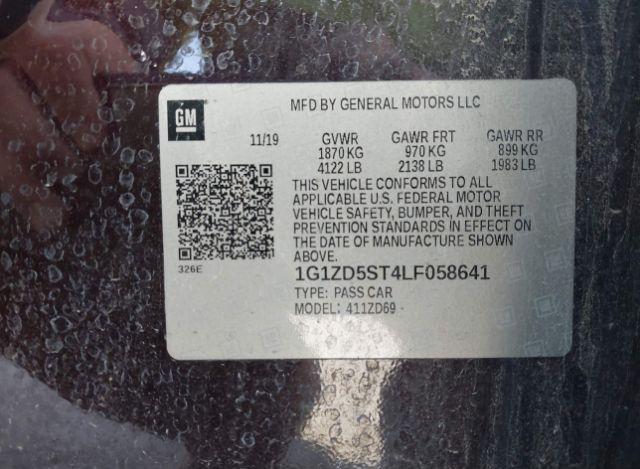 GM
MFD BY GENERAL MOTORS LLC
11/19 GVWR GAWR FRT GAWR RR
1870 KG 970 KG 899 KG
4122 LB 2138 LB 1983 LB
THIS VEHICLE CONFORMS TO ALL
APPLICABLE U.S. FEDERAL MOTOR
VEHICLE SAFETY, BUMPER, AND THEFT
PREVENTION STANDARDS IN EFFECT ON
THE DATE OF MANUFACTURE SHOWN
ABOVE.
326E
1G1ZD5ST4LF058641
TYPE: PASS CAR
MODEL: 411ZD69 -